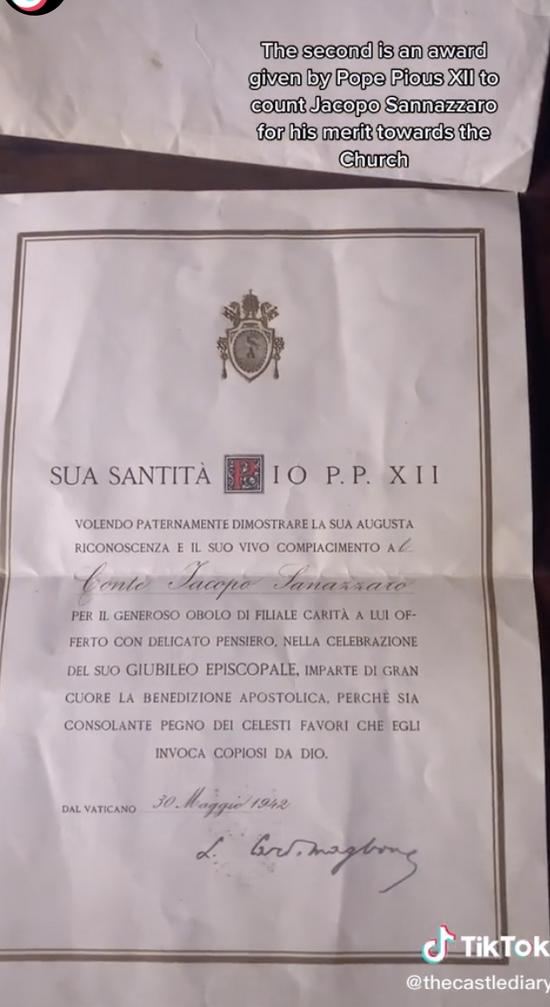 The second is an award
given by Pope Pious XII to
count Jacopo Sannazzaro
for his merit towards the
Church
SUA SANTITÀ PIO P.P. XII
VOLENDO PATERNAMENTE DIMOSTRARE LA SUA AUGUSTA
RICONOSCENZA E IL SUO VIVO COMPIACIMENTO Al
Conte Jacopo Sanazzaro
PER IL GENEROSO OBOLO DI FILIALE CARITÀ A LUI OF-
FERTO CON DELICATO PENSIERO, NELLA CELEBRAZIONE
DEL SUO GIUBILEO EPISCOPALE, IMPARTE DI GRAN
CUORE LA BENEDIZIONE APOSTOLICA, PERCHÈ SIA
CONSOLANTE PEGNO DEI CELESTI FAVORI CHE EGLI
INVOCA COPIOSI DA DIO.
DAL VATICANO 30 Maggio 1942
L. Card. Maglione
TikTok
@thecastlediary